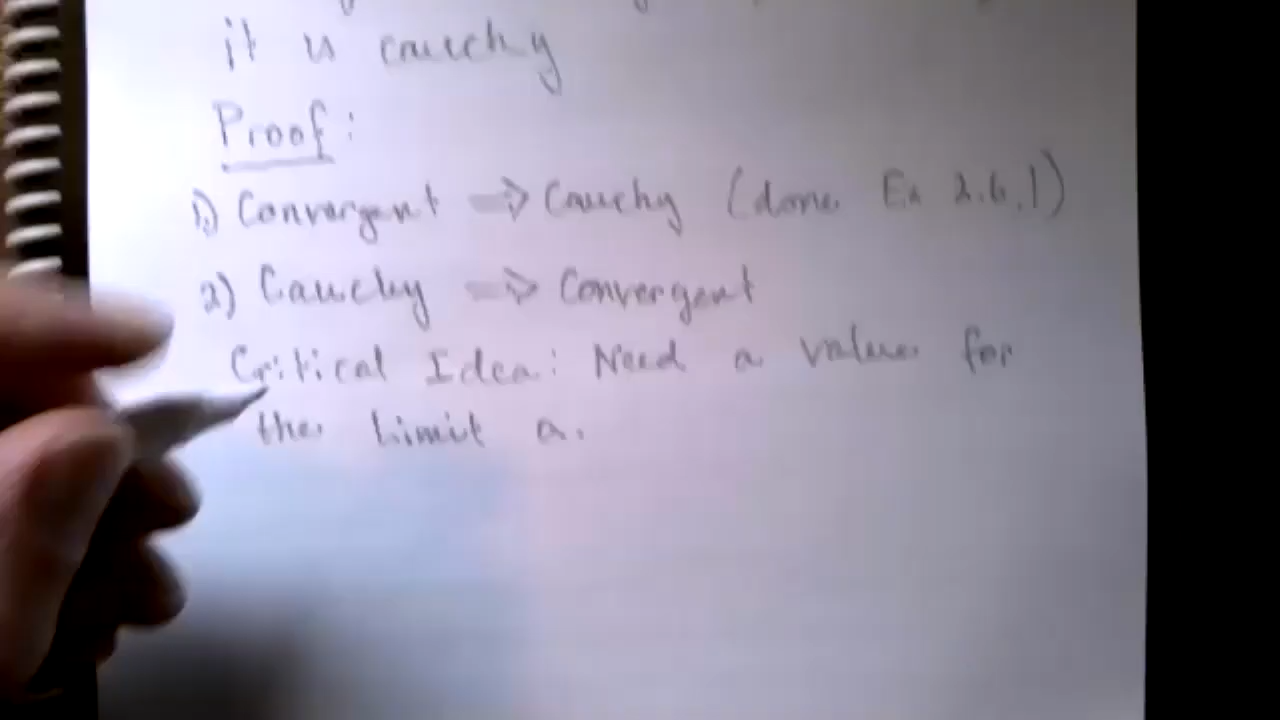 it is cauchy
Proof:
1) Convergent => Cauchy (done Ex 2.6.1)
2) Cauchy => Convergent
Critical Idea: Need a value for
the limit a.